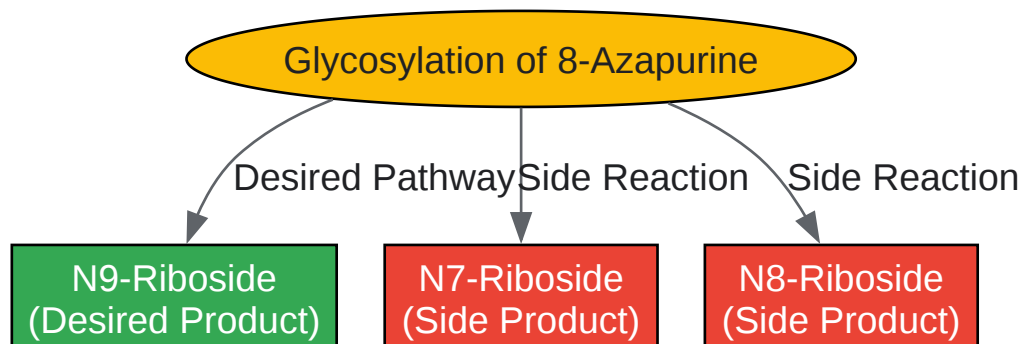 Glycosylation of 8-Azapurine
Desired Pathway
Side Reaction
Side Reaction
N9-Riboside
(Desired Product)
N7-Riboside
(Side Product)
N8-Riboside
(Side Product)